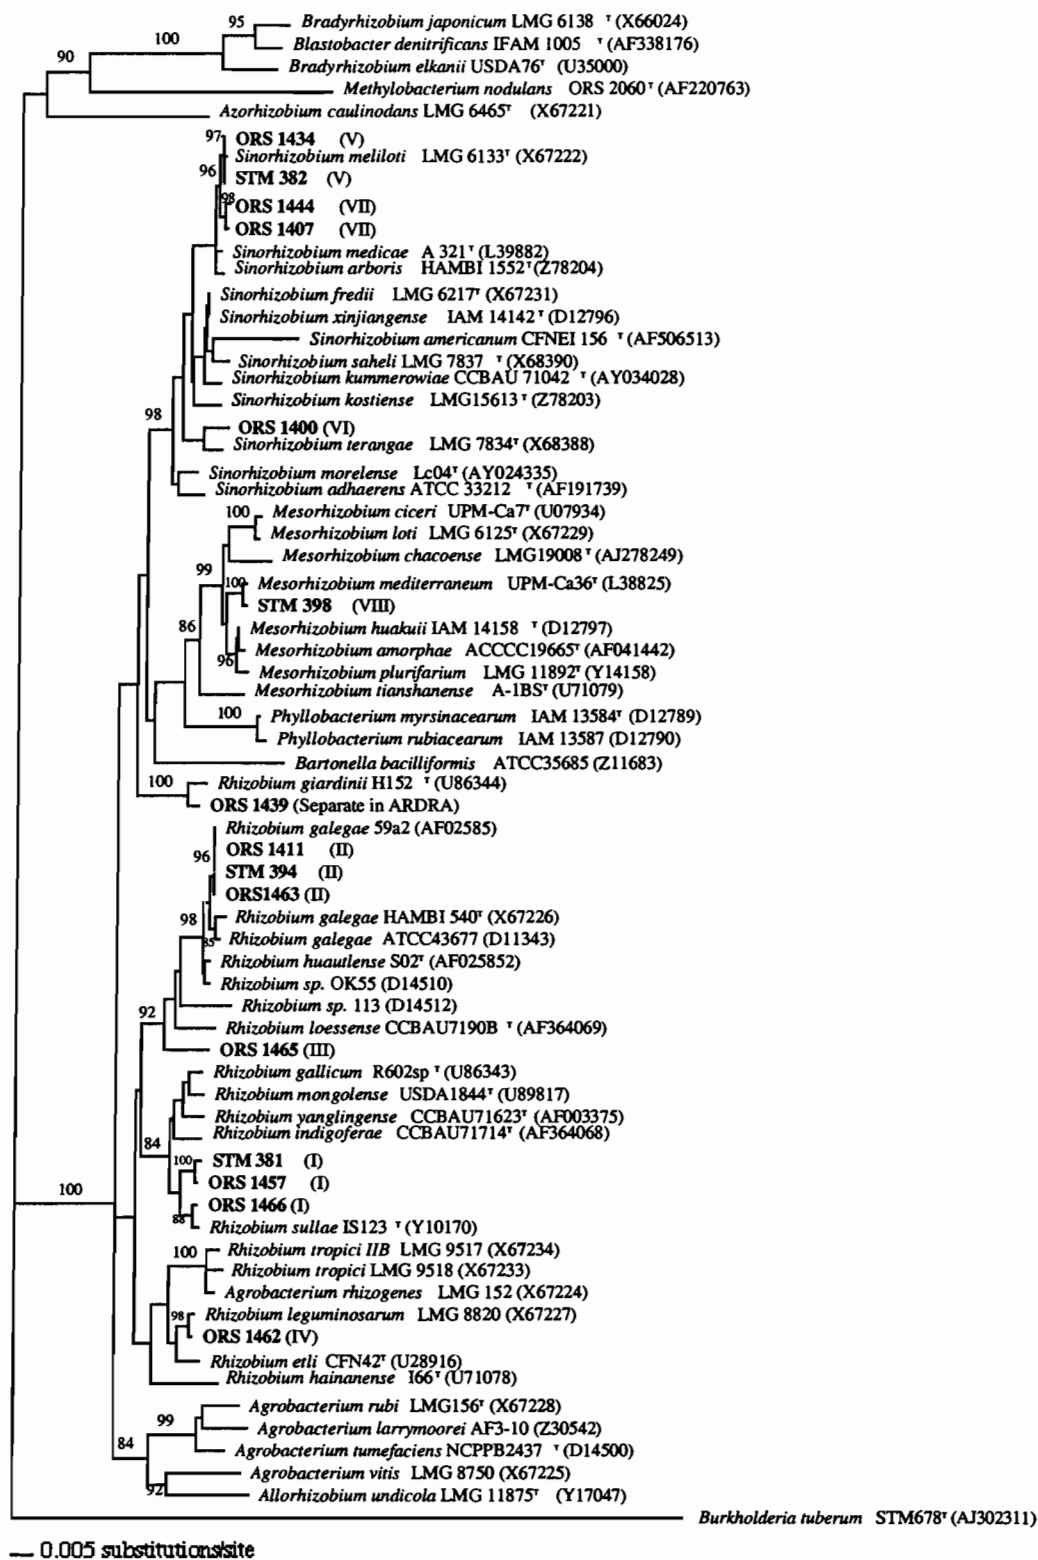 95
Bradyrhizobium japonicum LMG 6138 T (X66024)
100
Blastobacter denitrificans IFAM 1005 T (AF338176)
90
Bradyrhizobium elkanii USDA76T (U35000)
Methylobacterium nodulans ORS 2060T (AF220763)
Azorhizobium caulinodans LMG 6465T (X67221)
97
ORS 1434 (V)
Sinorhizobium meliloti LMG 6133T (X67222)
96
STM 382 (V)
98
ORS 1444 (VII)
ORS 1407 (VII)
Sinorhizobium medicae A 321T (L39882)
Sinorhizobium arboris HAMBI 1552T (Z78204)
Sinorhizobium fredii LMG 6217T (X67231)
Sinorhizobium xinjiangense IAM 14142T (D12796)
Sinorhizobium americanum CFNEI 156 T (AF506513)
Sinorhizobium saheli LMG 7837 T (X68390)
Sinorhizobium kummerowiae CCBAU 71042 T (AY034028)
Sinorhizobium kostiense LMG15613T (Z78203)
98
ORS 1400 (VI)
Sinorhizobium terangae LMG 7834T (X68388)
Sinorhizobium morelense Lc04T (AY024335)
Sinorhizobium adhaerens ATCC 33212 T (AF191739)
100
Mesorhizobium ciceri UPM-Ca7T (U07934)
Mesorhizobium loti LMG 6125T (X67229)
Mesorhizobium chacoense LMG19008T (AJ278249)
99
100
Mesorhizobium mediterraneum UPM-Ca36T (L38825)
STM 398 (VIII)
86
Mesorhizobium huakuii IAM 14158 T (D12797)
Mesorhizobium amorphae ACCCC19665T (AF041442)
96
Mesorhizobium plurifarium LMG 11892T (Y14158)
Mesorhizobium tianshanense A-1BST (U71079)
100
Phyllobacterium myrsinacearum IAM 13584T (D12789)
Phyllobacterium rubiacearum IAM 13587 (D12790)
Bartonella bacilliformis ATCC35685 (Z11683)
100
Rhizobium giardinii H152 T (U86344)
ORS 1439 (Separate in ARDRA)
Rhizobium galegae 59a2 (AF02585)
96
ORS 1411 (II)
STM 394 (II)
ORS1463 (II)
98
Rhizobium galegae HAMBI 540T (X67226)
85
Rhizobium galegae ATCC43677 (D11343)
Rhizobium huautlense S02T (AF025852)
Rhizobium sp. OK55 (D14510)
Rhizobium sp. 113 (D14512)
92
Rhizobium loessense CCBAU7190B T (AF364069)
ORS 1465 (III)
Rhizobium gallicum R602sp T (U86343)
Rhizobium mongolense USDA1844T (U89817)
Rhizobium yanglingense CCBAU71623T (AF003375)
Rhizobium indigoferae CCBAU71714T (AF364068)
84
100
STM 381 (I)
ORS 1457 (I)
100
ORS 1466 (I)
88
Rhizobium sullae IS123 T (Y10170)
100
Rhizobium tropici IIB LMG 9517 (X67234)
Rhizobium tropici LMG 9518 (X67233)
Agrobacterium rhizogenes LMG 152 (X67224)
98
Rhizobium leguminosarum LMG 8820 (X67227)
ORS 1462 (IV)
Rhizobium etli CFN42T (U28916)
Rhizobium hainanense I66T (U71078)
Agrobacterium rubi LMG156T (X67228)
99
Agrobacterium larrymoorei AF3-10 (Z30542)
84
Agrobacterium tumefaciens NCPPB2437 T (D14500)
Agrobacterium vitis LMG 8750 (X67225)
92
Allorhizobium undicola LMG 11875T (Y17047)
Burkholderia tuberum STM678T (AJ302311)
0.005 substitutions/site